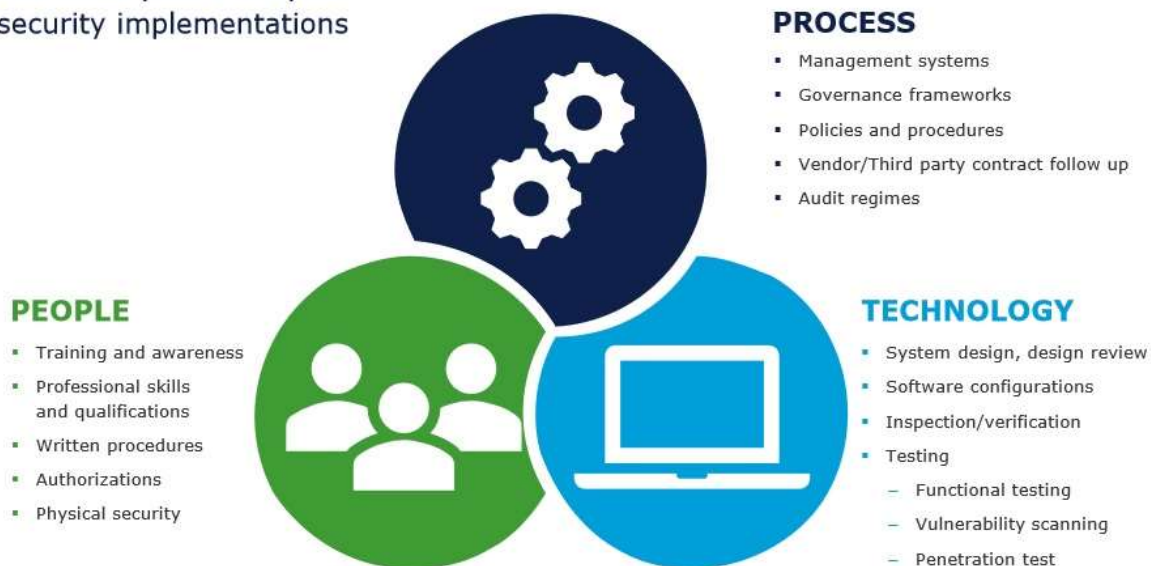 security implementations
PROCESS
▪ Management systems
▪ Governance frameworks
▪ Policies and procedures
▪ Vendor/Third party contract follow up
▪ Audit regimes
PEOPLE
▪ Training and awareness
▪ Professional skills
and qualifications
▪ Written procedures
▪ Authorizations
▪ Physical security
TECHNOLOGY
▪ System design, design review
▪ Software configurations
▪ Inspection/verification
▪ Testing
– Functional testing
– Vulnerability scanning
– Penetration test